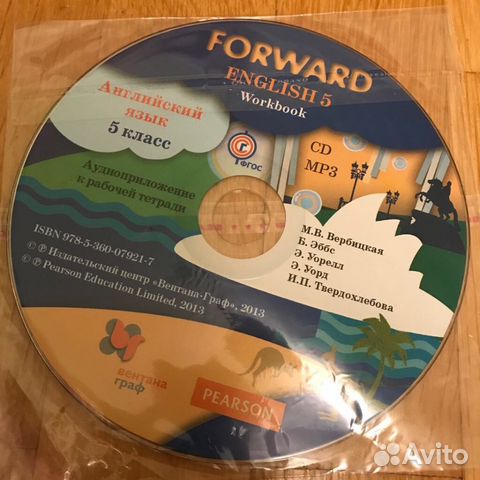 FORWARD
ENGLISH 5
Workbook
Английский
язык
5 класс
CD
MP3
ФГОС
Аудиоприложение
к рабочей тетради
М.В. Вербицкая
Б. Эббс
Э. Уорелл
Э. Уорд
И.П. Твердохлебова
ISBN 978-5-360-07921-7
© Ⓟ Издательский центр «Вентана-Граф», 2013
© Ⓟ Pearson Education Limited, 2013
вентана
граф
PEARSON
Avito